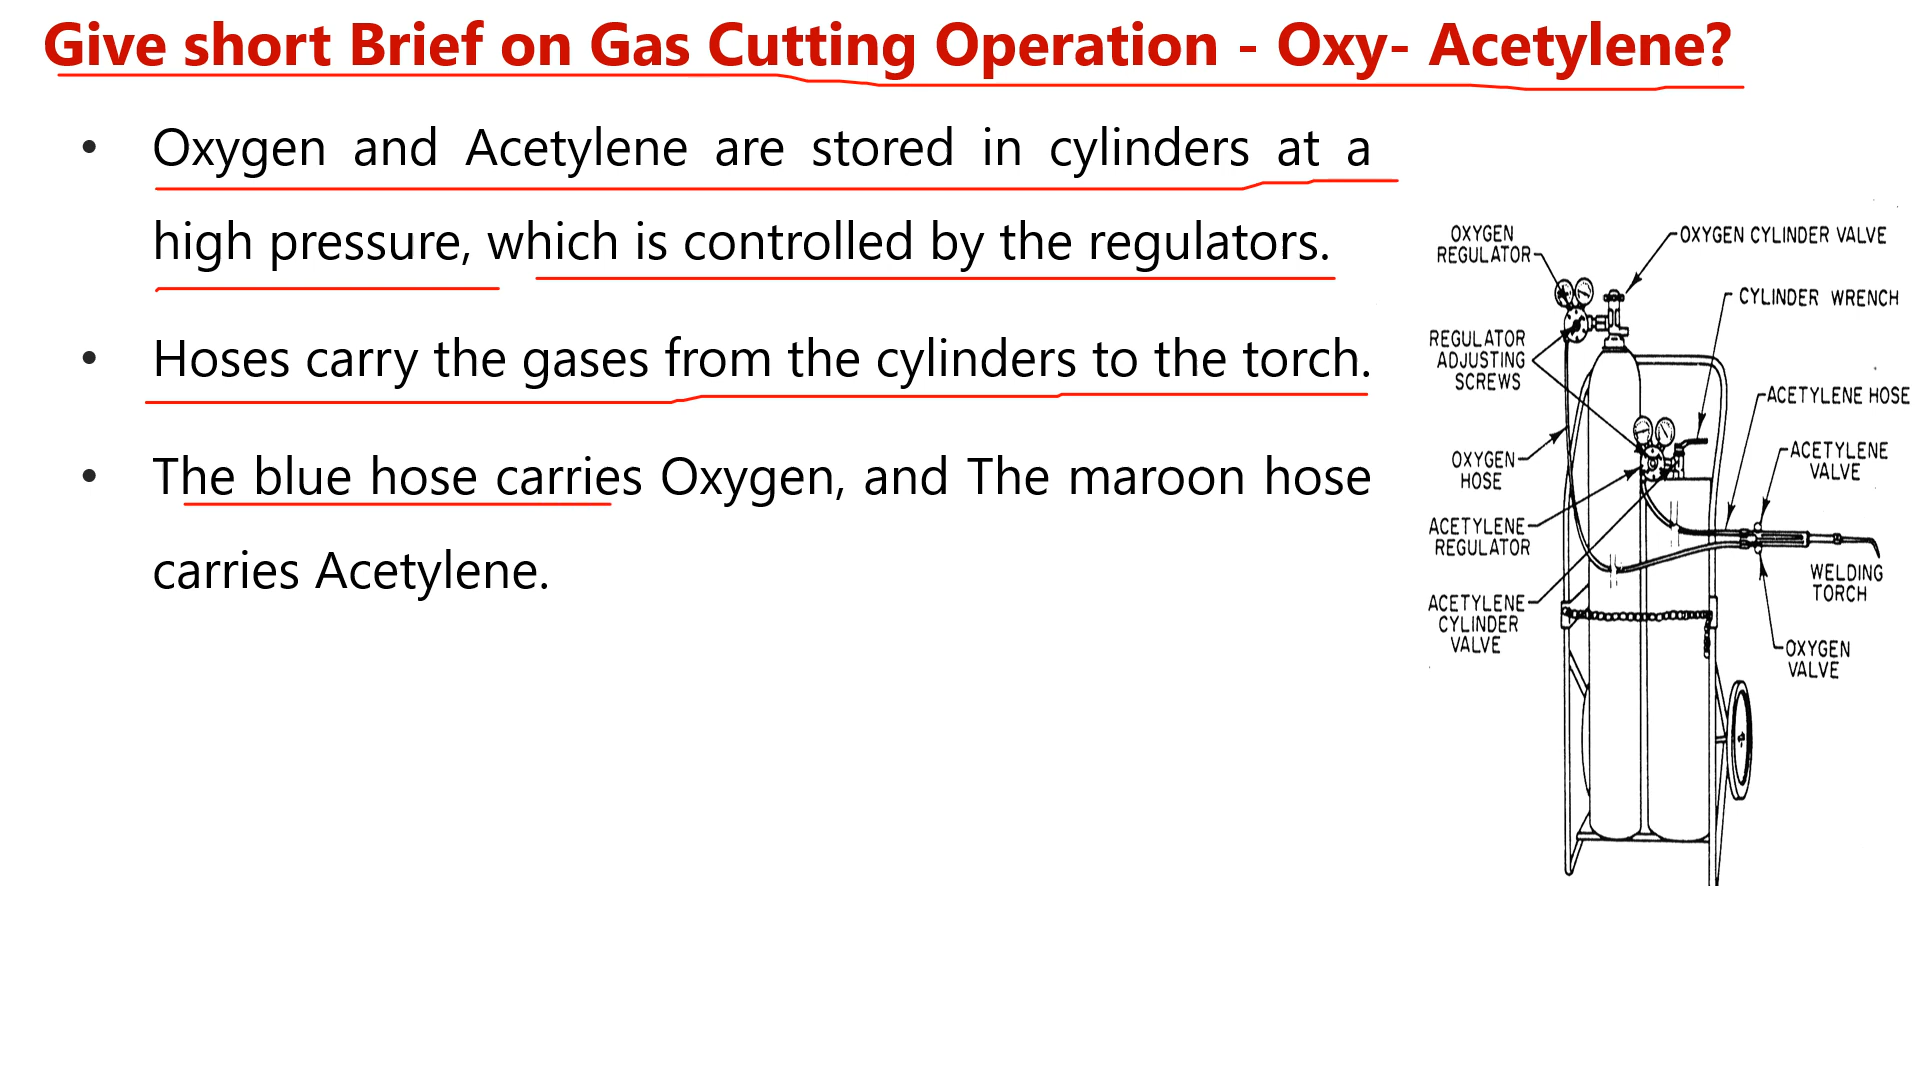 Give short Brief on Gas Cutting Operation - Oxy- Acetylene?
• Oxygen and Acetylene are stored in cylinders at a
high pressure, which is controlled by the regulators.
• Hoses carry the gases from the cylinders to the torch.
• The blue hose carries Oxygen, and The maroon hose
carries Acetylene.
OXYGEN
REGULATOR
OXYGEN CYLINDER VALVE
CYLINDER WRENCH
REGULATOR
ADJUSTING
SCREWS
ACETYLENE HOSE
ACETYLENE
VALVE
OXYGEN
HOSE
ACETYLENE
REGULATOR
WELDING
TORCH
ACETYLENE
CYLINDER
VALVE
OXYGEN
VALVE